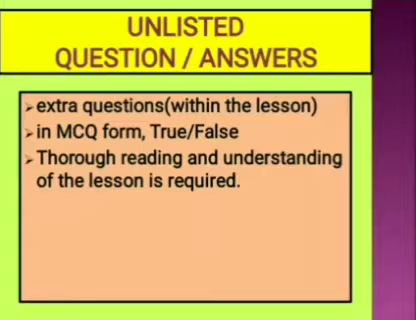 UNLISTED
QUESTION / ANSWERS
➢extra questions(within the lesson)
➢in MCQ form, True/False
➢Thorough reading and understanding
of the lesson is required.